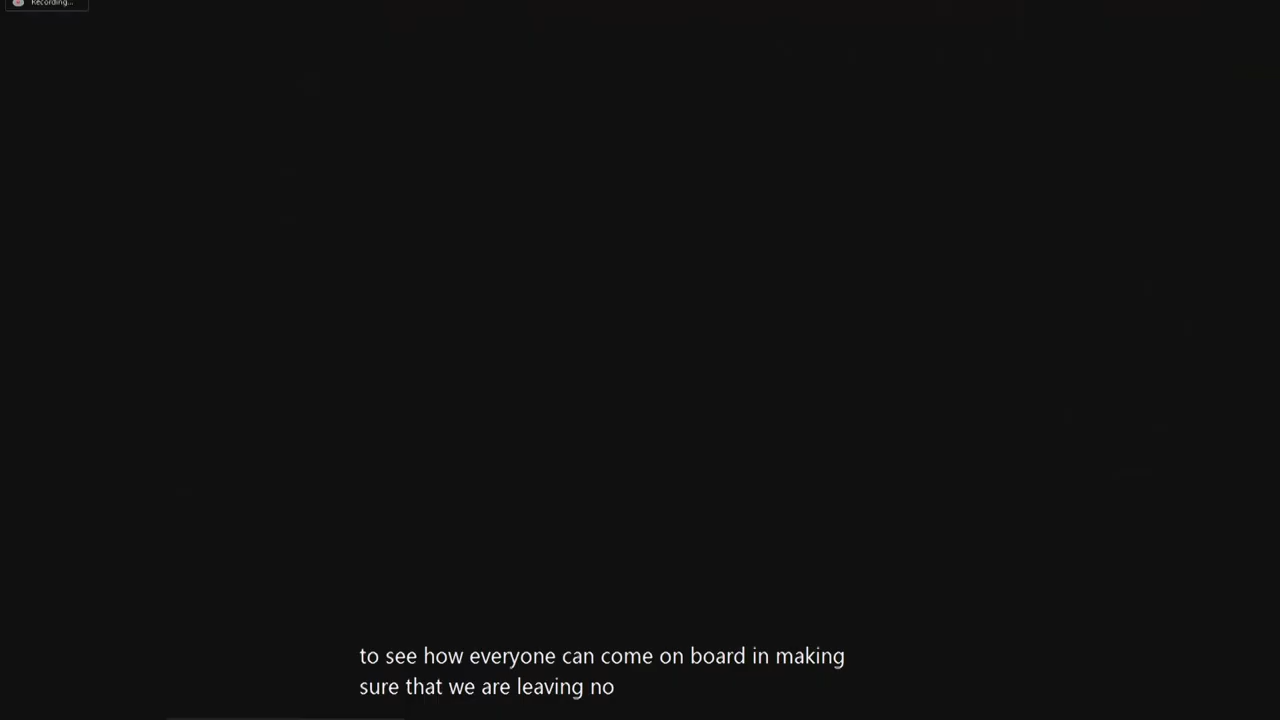 Recording...
to see how everyone can come on board in making
sure that we are leaving no